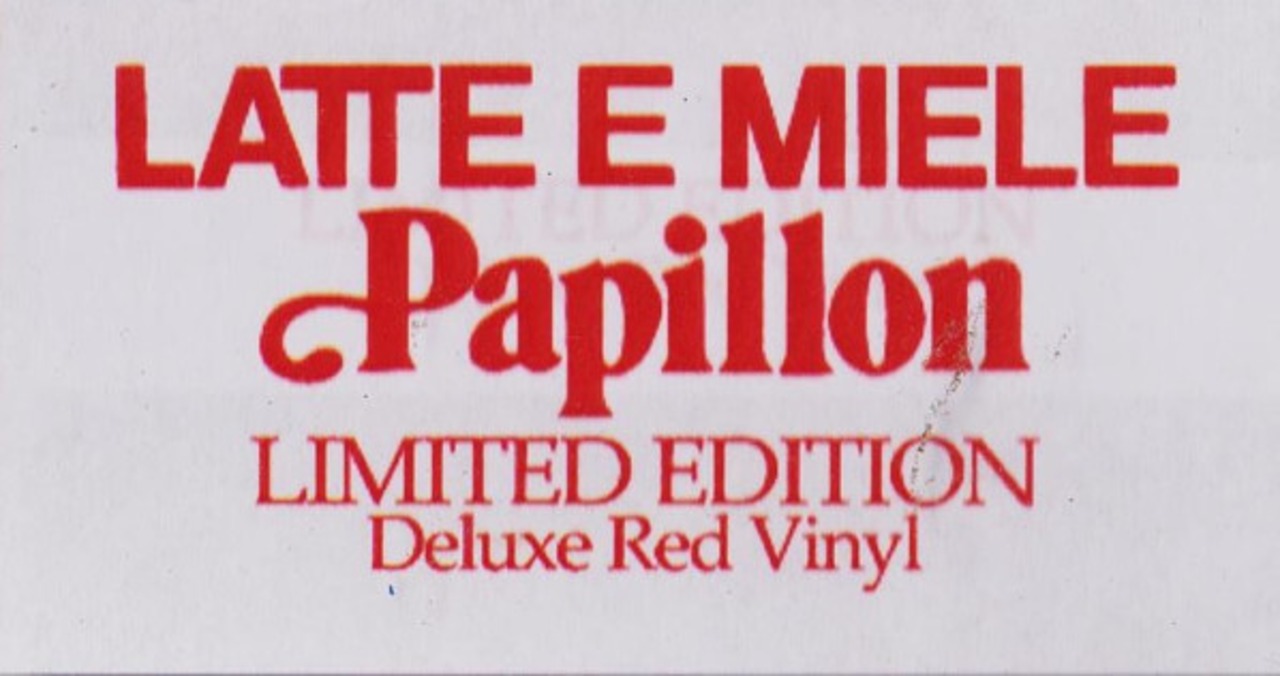 LATTE E MIELE
Papillon
LIMITED EDITION
Deluxe Red Vinyl